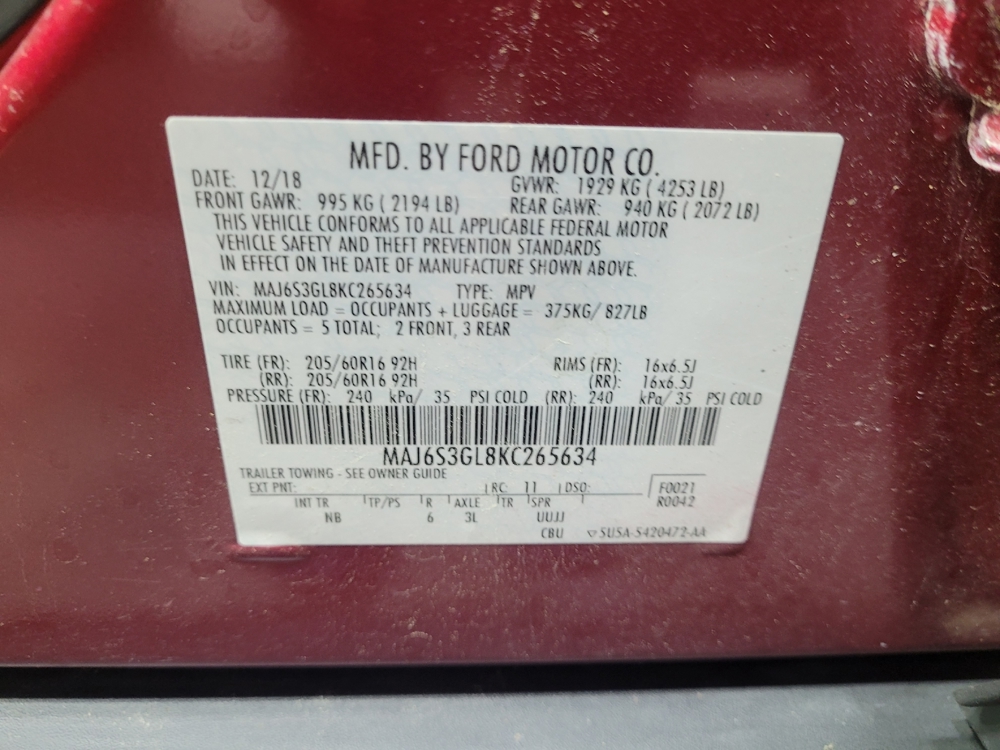 MFD. BY FORD MOTOR CO.
DATE: 12/18 GVWR: 1929 KG ( 4253 LB)
FRONT GAWR: 995 KG ( 2194 LB) REAR GAWR: 940 KG ( 2072 LB)
THIS VEHICLE CONFORMS TO ALL APPLICABLE FEDERAL MOTOR
VEHICLE SAFETY AND THEFT PREVENTION STANDARDS
IN EFFECT ON THE DATE OF MANUFACTURE SHOWN ABOVE.
VIN: MAJ6S3GL8KC265634 TYPE: MPV
MAXIMUM LOAD = OCCUPANTS + LUGGAGE = 375KG/ 827LB
OCCUPANTS = 5 TOTAL; 2 FRONT, 3 REAR
TIRE (FR): 205/60R16 92H RIMS (FR): 16x6.5J
(RR): 205/60R16 92H (RR): 16x6.5J
PRESSURE (FR): 240 kPa/ 35 PSI COLD (RR): 240 kPa/ 35 PSI COLD
MAJ6S3GL8KC265634
TRAILER TOWING - SEE OWNER GUIDE
EXT PNT: RC: 11 DSO: F0021
INT TR TP/PS R AXLE TR SPR R0042
NB 6 3L UUJJ
CBU 5U5A-5420472-AA